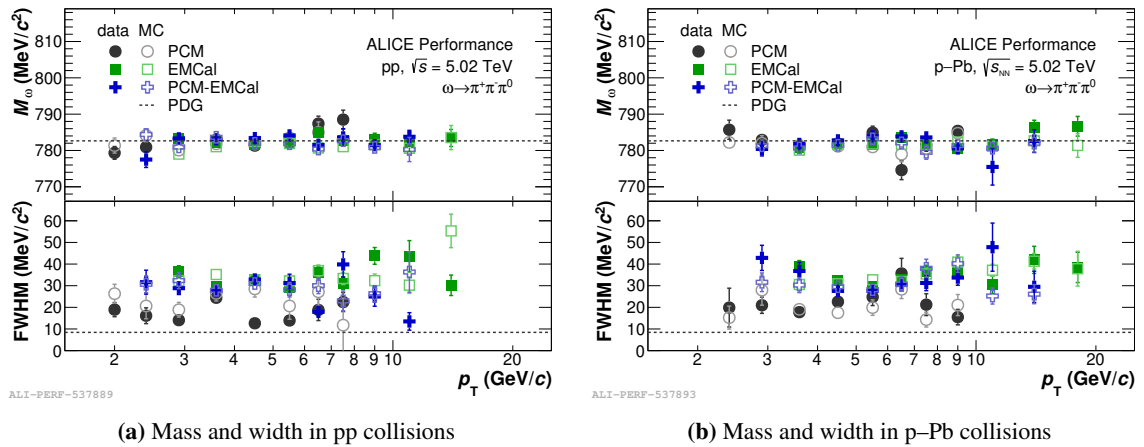 M_ω (MeV/c²)
810
800
790
780
770
data MC
PCM
EMCal
PCM-EMCal
PDG
ALICE Performance
pp, √s = 5.02 TeV
ω→π⁺π⁻π⁰
FWHM (MeV/c²)
60
50
40
30
20
10
0
2 3 4 5 6 7 8 9 10 20
p_T (GeV/c)
ALI-PERF-537889
(a) Mass and width in pp collisions
M_ω (MeV/c²)
810
800
790
780
770
data MC
PCM
EMCal
PCM-EMCal
PDG
ALICE Performance
p–Pb, √s_NN = 5.02 TeV
ω→π⁺π⁻π⁰
FWHM (MeV/c²)
60
50
40
30
20
10
0
2 3 4 5 6 7 8 9 10 20
p_T (GeV/c)
ALI-PERF-537893
(b) Mass and width in p–Pb collisions